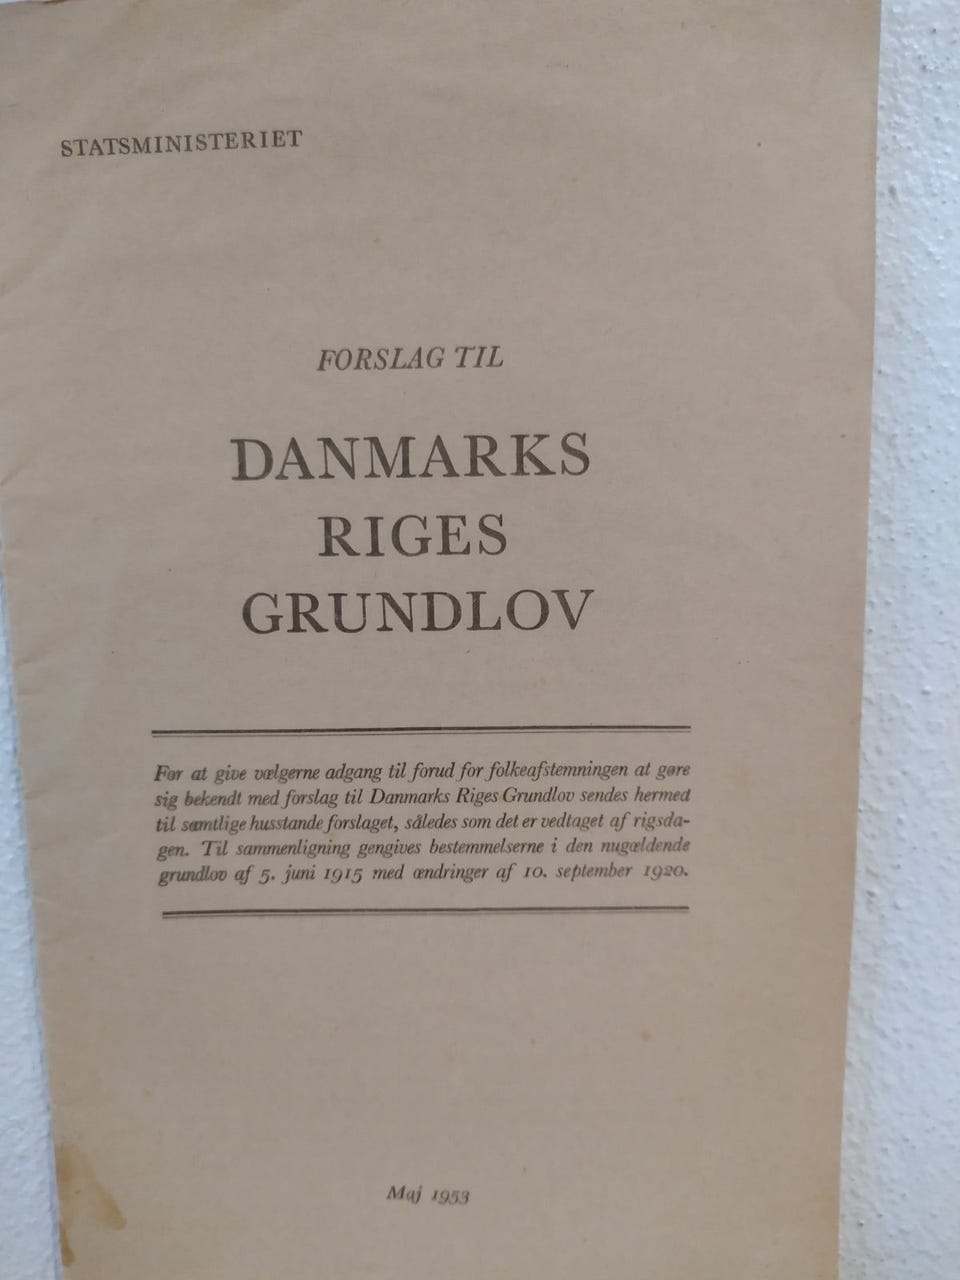 STATSMINISTERIET
FORSLAG TIL
DANMARKS
RIGES
GRUNDLOV
For at give vælgerne adgang til forud for folkeafstemningen at gøre
sig bekendt med forslag til Danmarks Riges Grundlov sendes hermed
til samtlige husstande forslaget, således som det er vedtaget af rigsda-
gen. Til sammenligning gengives bestemmelserne i den nugældende
grundlov af 5. juni 1915 med ændringer af 10. september 1920.
Maj 1953